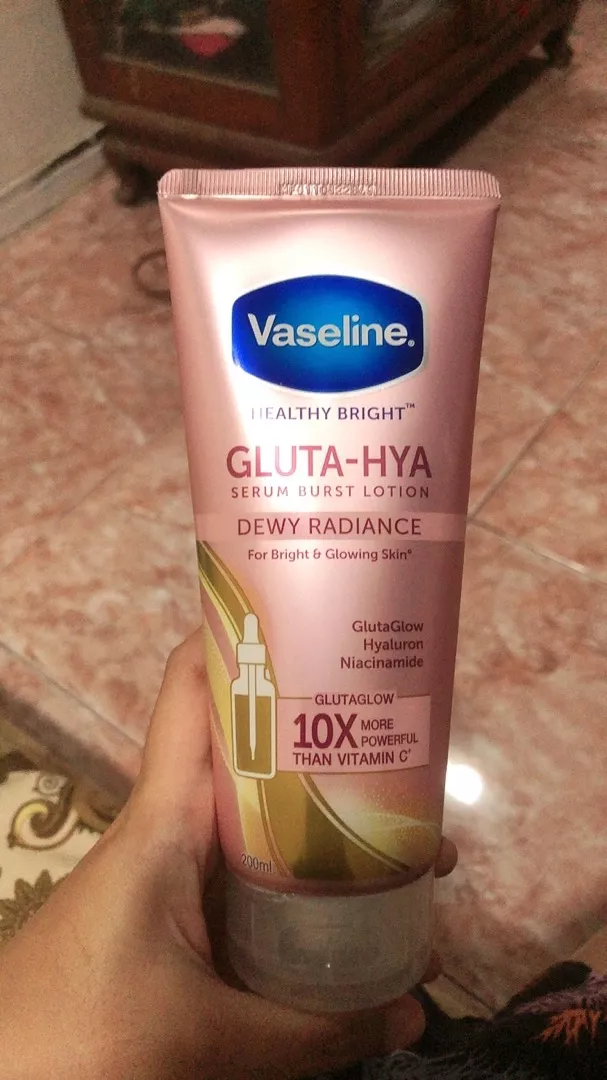 Vaseline.
HEALTHY BRIGHT™
GLUTA-HYA
SERUM BURST LOTION
DEWY RADIANCE
For Bright & Glowing Skin*
GlutaGlow
Hyaluron
Niacinamide
GLUTAGLOW
10X MORE
POWERFUL
THAN VITAMIN C*
200ml